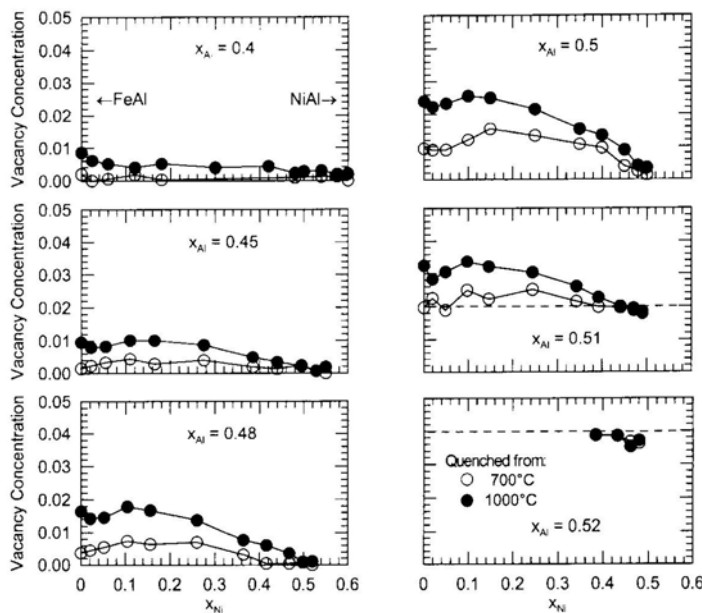 0.05
0.04
0.03
0.02
0.01
0.00
Vacancy Concentration
x_A. = 0.4
←FeAl
NiAl→
0.05
0.04
0.03
0.02
0.01
0.00
Vacancy Concentration
x_Al = 0.45
0.05
0.04
0.03
0.02
0.01
0.00
Vacancy Concentration
x_Al = 0.48
0 0.1 0.2 0.3 0.4 0.5 0.6
x_Ni
x_Al = 0.5
x_Al = 0.51
Quenched from:
○ 700°C
● 1000°C
x_Al = 0.52
0 0.1 0.2 0.3 0.4 0.5 0.6
x_Ni